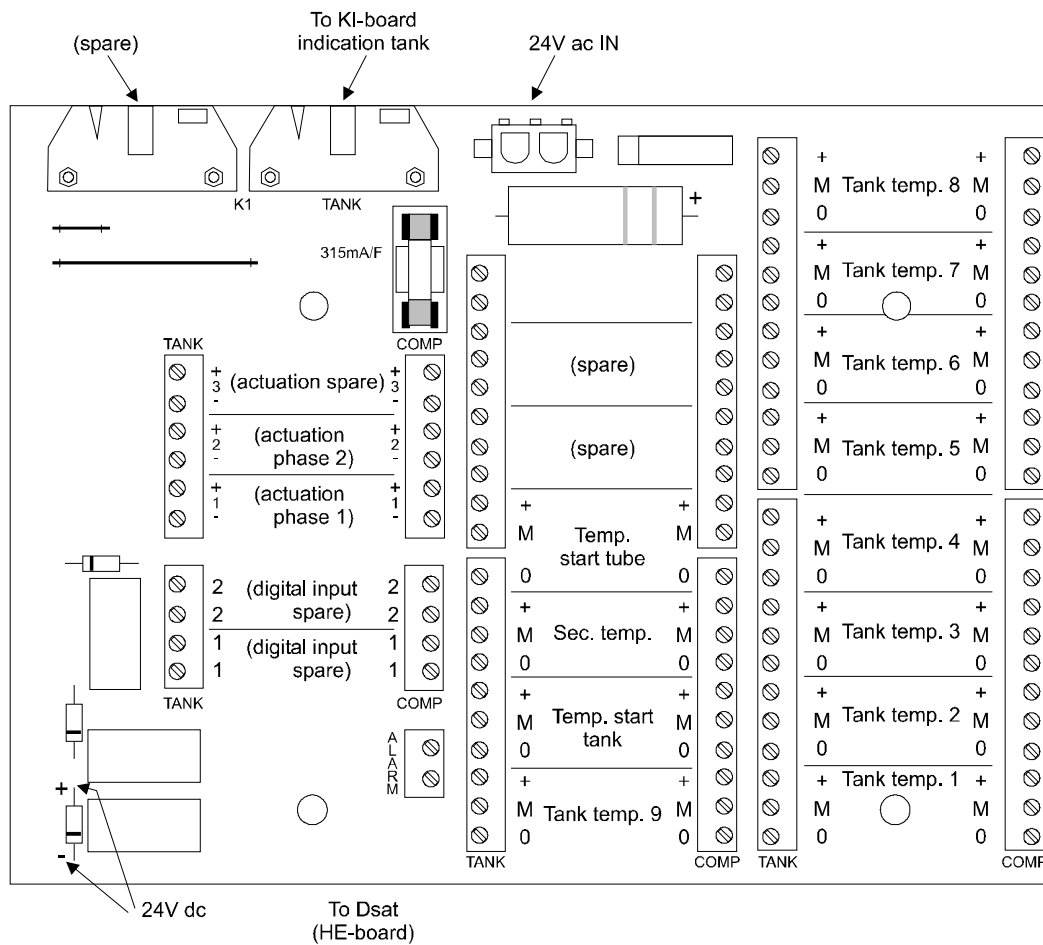 (spare)
To KI-board
indication tank
24V ac IN
K1
TANK
+
315mA/F
TANK
COMP
+
3
-
(actuation spare)
+
3
-
+
2
-
(actuation
phase 2)
+
2
-
+
1
-
(actuation
phase 1)
+
1
-
2
2
(digital input
spare)
2
2
1
1
(digital input
spare)
1
1
TANK
COMP
ALARM
+
-
24V dc
To Dsat
(HE-board)
(spare)
(spare)
+
M
0
Temp.
start tube
+
M
0
+
M
0
Sec. temp.
+
M
0
+
M
0
Temp. start
tank
+
M
0
+
M
0
Tank temp. 9
+
M
0
TANK
COMP
+
M
0
Tank temp. 8
+
M
0
+
M
0
Tank temp. 7
+
M
0
+
M
0
Tank temp. 6
+
M
0
+
M
0
Tank temp. 5
+
M
0
+
M
0
Tank temp. 4
+
M
0
+
M
0
Tank temp. 3
+
M
0
+
M
0
Tank temp. 2
+
M
0
+
M
0
Tank temp. 1
+
M
0
TANK
COMP